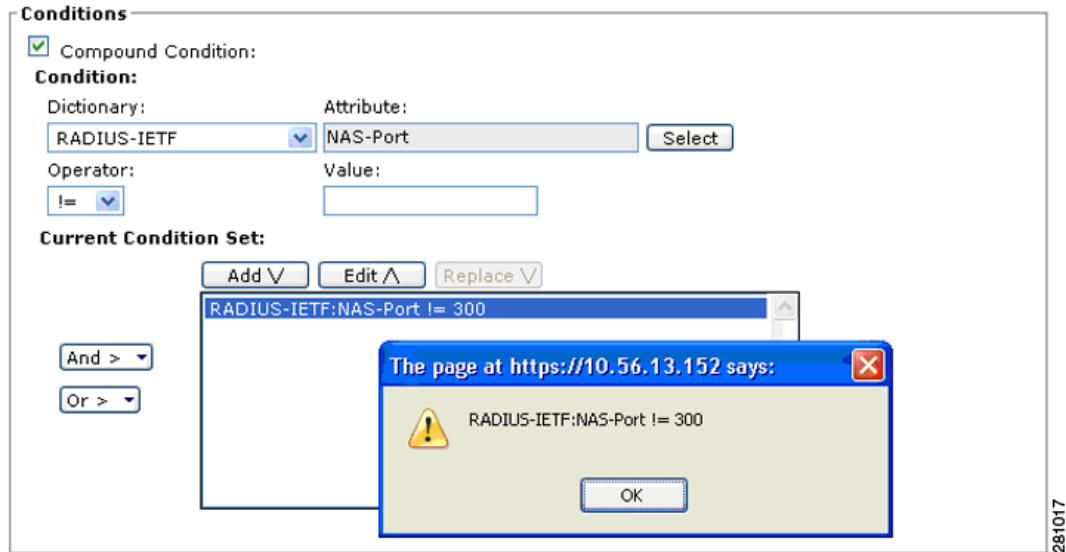 Conditions
Compound Condition:
Condition:
Dictionary:
Attribute:
RADIUS-IETF
NAS-Port
Select
Operator:
Value:
!=
Current Condition Set:
Add V
Edit Λ
Replace V
RADIUS-IETF:NAS-Port != 300
And >
Or >
The page at https://10.56.13.152 says:
RADIUS-IETF:NAS-Port != 300
OK
281017